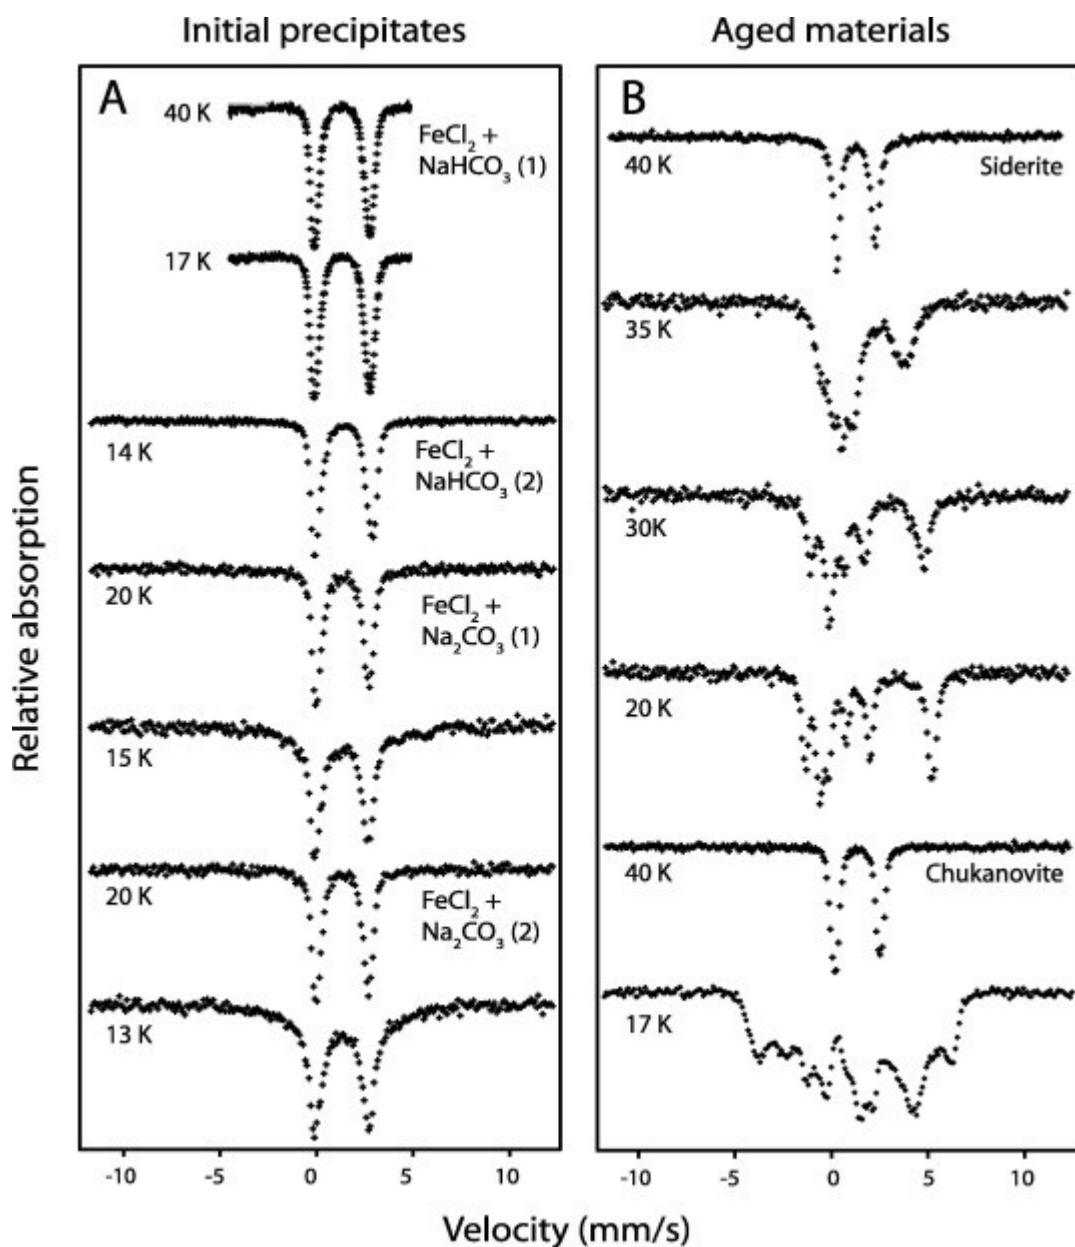 Initial precipitates
Aged materials
A
40 K
FeCl₂ +
NaHCO₃ (1)
17 K
14 K
FeCl₂ +
NaHCO₃ (2)
20 K
FeCl₂ +
Na₂CO₃ (1)
15 K
20 K
FeCl₂ +
Na₂CO₃ (2)
13 K
-10 -5 0 5 10
B
40 K
Siderite
35 K
30K
20 K
40 K
Chukanovite
17 K
-10 -5 0 5 10
Relative absorption
Velocity (mm/s)